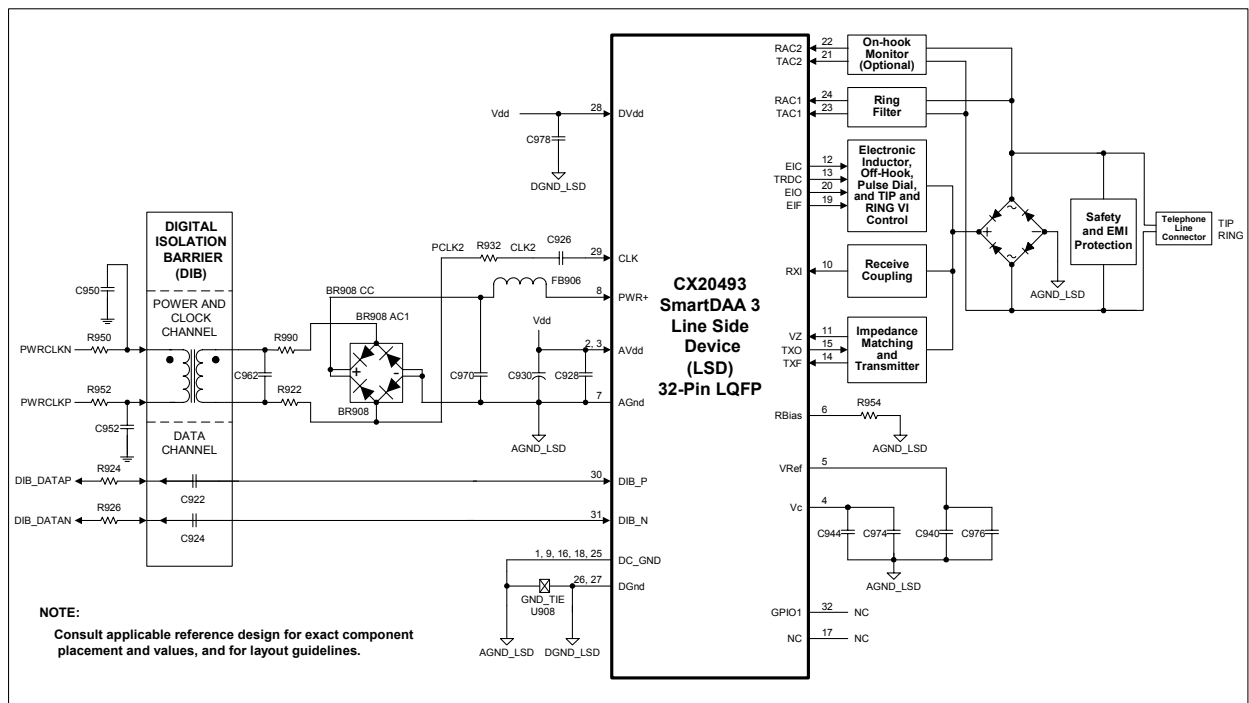 RAC2
22
TAC2
21
On-hook
Monitor
(Optional)
RAC1
24
TAC1
23
Ring
Filter
Vdd
28
DVdd
C978
DGND_LSD
EIC
12
TRDC
13
EIO
20
EIF
19
Electronic
Inductor,
Off-Hook,
Pulse Dial,
and TIP and
RING VI
Control
Safety
and EMI
Protection
Telephone
Line
Connector
TIP
RING
AGND_LSD
DIGITAL
ISOLATION
BARRIER
(DIB)
POWER AND
CLOCK
CHANNEL
PCLK2
R932
CLK2
C926
29
CLK
FB906
8
PWR+
CX20493
SmartDAA 3
Line Side
Device
(LSD)
32-Pin LQFP
RXI
10
Receive
Coupling
C950
BR908 CC
BR908 AC1
R950
PWRCLKN
R990
Vdd
2, 3
AVdd
VZ
11
TXO
15
TXF
14
Impedance
Matching
and
Transmitter
C962
+
-
C970
C930
C928
R952
PWRCLKP
R922
BR908
7
AGnd
AGND_LSD
C952
RBias
6
R954
AGND_LSD
DATA
CHANNEL
VRef
5
R924
DIB_DATAP
C922
30
DIB_P
Vc
4
R926
DIB_DATAN
C924
31
DIB_N
C944
C974
C940
C976
AGND_LSD
1, 9, 16, 18, 25
DC_GND
26, 27
DGnd
GND_TIE
U908
AGND_LSD
DGND_LSD
GPIO1
32
NC
NC
17
NC
NOTE:
Consult applicable reference design for exact component
placement and values, and for layout guidelines.